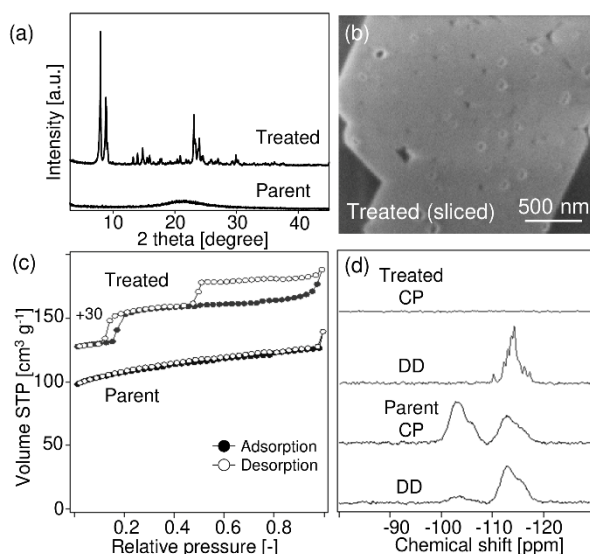 (a)
Intensity [a.u.]
Treated
Parent
10 20 30 40
2 theta [degree]
(b)
Treated (sliced)
500 nm
(c)
Volume STP [cm³ g⁻¹]
150
100
50
0
Treated
+30
Parent
Adsorption
Desorption
0.2 0.4 0.6 0.8
Relative pressure [-]
(d)
Treated
CP
DD
Parent
CP
DD
-90 -100 -110 -120
Chemical shift [ppm]